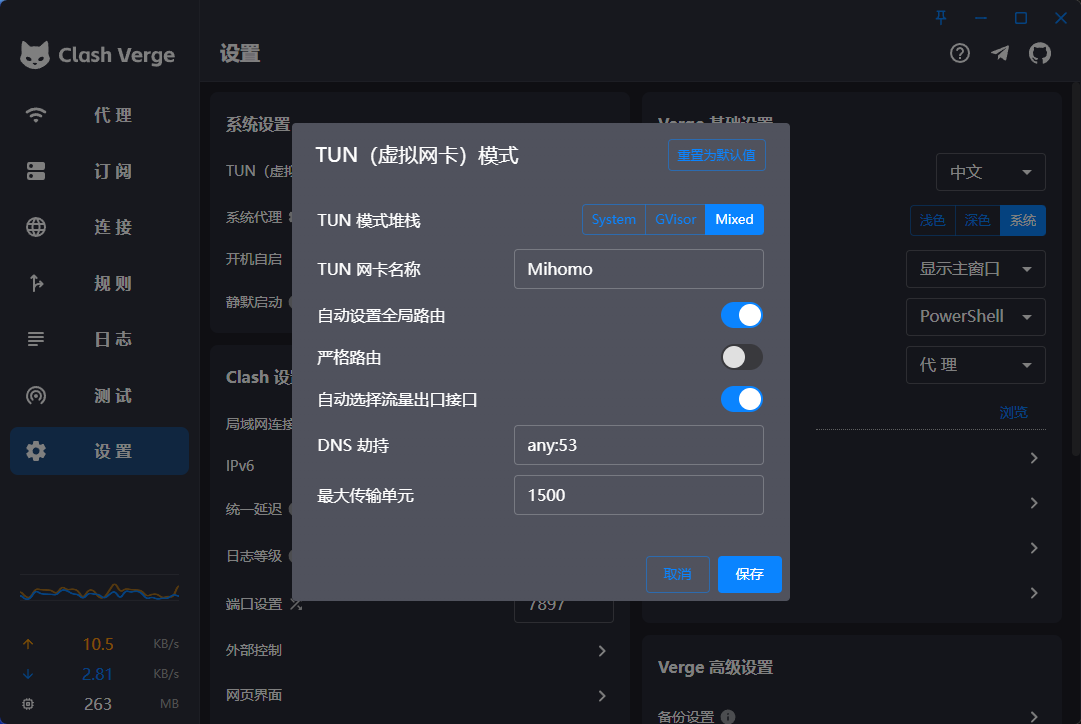 Clash Verge
设置
代 理
订 阅
连 接
规 则
日 志
测 试
设 置
10.5 KB/s
2.81 KB/s
263 MB
系统设置
TUN（虚拟
系统代理
开机自启
静默启动
Clash 设
局域网连接
IPv6
统一延迟
日志等级
端口设置
7897
外部控制
网页界面
TUN（虚拟网卡）模式
重置为默认值
TUN 模式堆栈
System GVisor Mixed
TUN 网卡名称
Mihomo
自动设置全局路由
严格路由
自动选择流量出口接口
DNS 劫持
any:53
最大传输单元
1500
取消 保存
Verge 基础设置
中文
浅色 深色 系统
显示主窗口
PowerShell
代 理
浏览
Verge 高级设置
备份设置